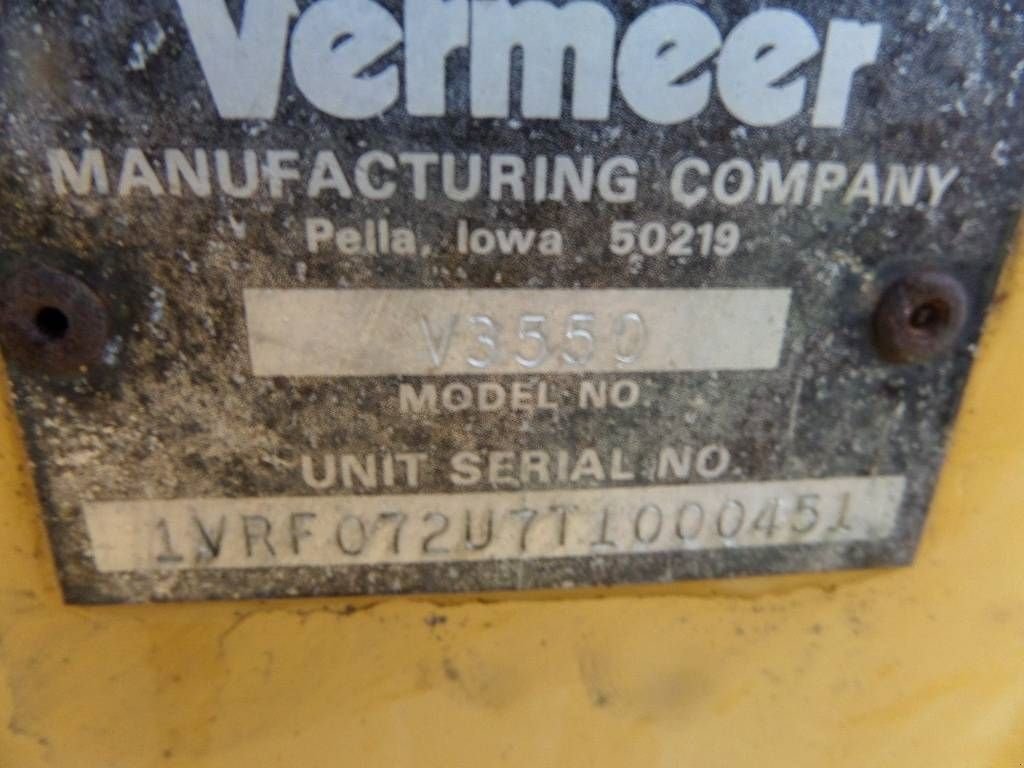 Vermeer
MANUFACTURING COMPANY
Pella, Iowa 50219
V3550
MODEL NO
UNIT SERIAL NO.
1VRF072U7T1000451